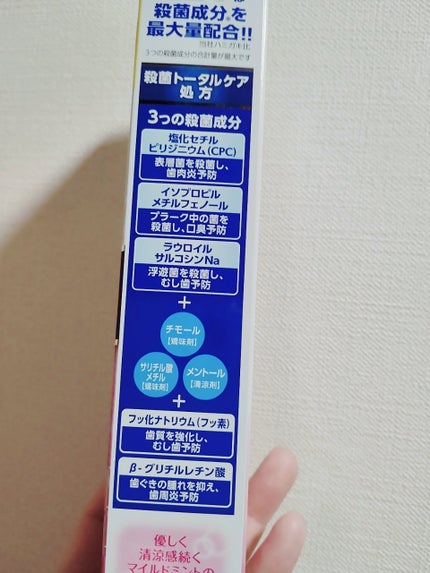 殺菌成分※を
最大量配合!!
当社ハミガキ比
3つの殺菌成分の合計量が最大です
殺菌トータルケア
処方
3つの殺菌成分
塩化セチル
ピリジニウム(CPC)
表層菌を殺菌し、
歯肉炎予防
イソプロピル
メチルフェノール
プラーク中の菌を
殺菌し、口臭予防
ラウロイル
サルコシンNa
浮遊菌を殺菌し、
むし歯予防
+
チモール
[矯味剤]
サリチル酸
メチル
[矯味剤]
メントール
[清涼剤]
+
フッ化ナトリウム(フッ素)
歯質を強化し、
むし歯予防
β-グリチルレチン酸
歯ぐきの腫れを抑え、
歯周炎予防
優しく
清涼感続く
マイルドミントの